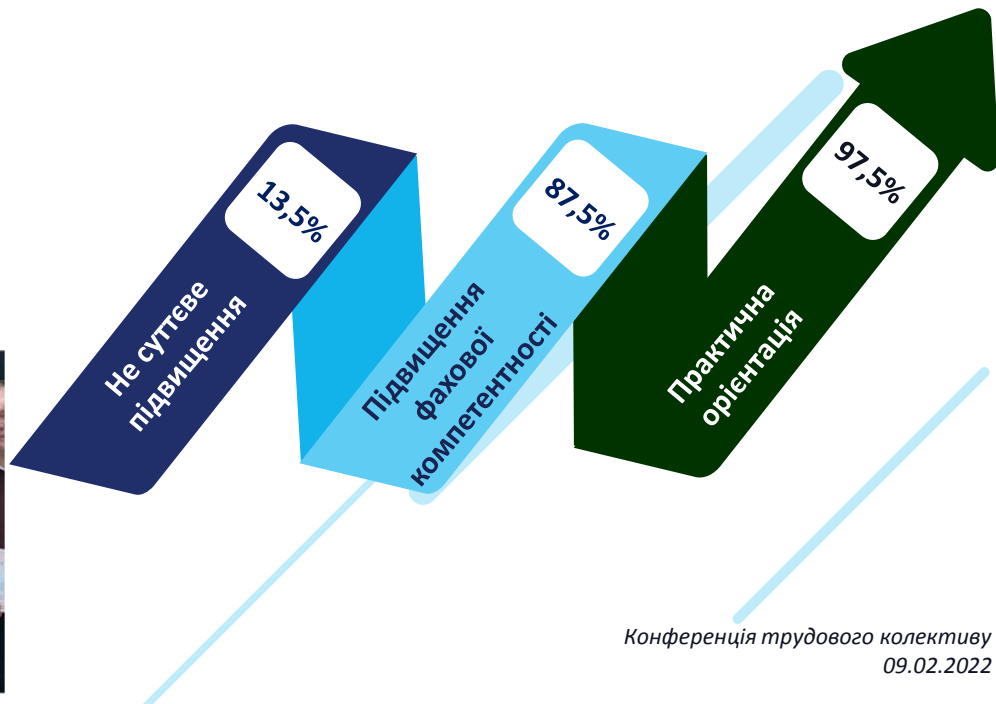 13,5%
Не суттєве
підвищення
87,5%
Підвищення
фахової
компетентності
97,5%
Практична
орієнтація
Конференція трудового колективу
09.02.2022